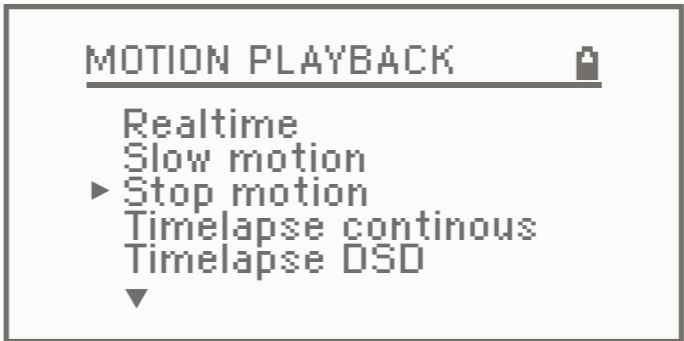 MOTION PLAYBACK
Realtime
Slow motion
Stop motion
Timelapse continous
Timelapse DSD